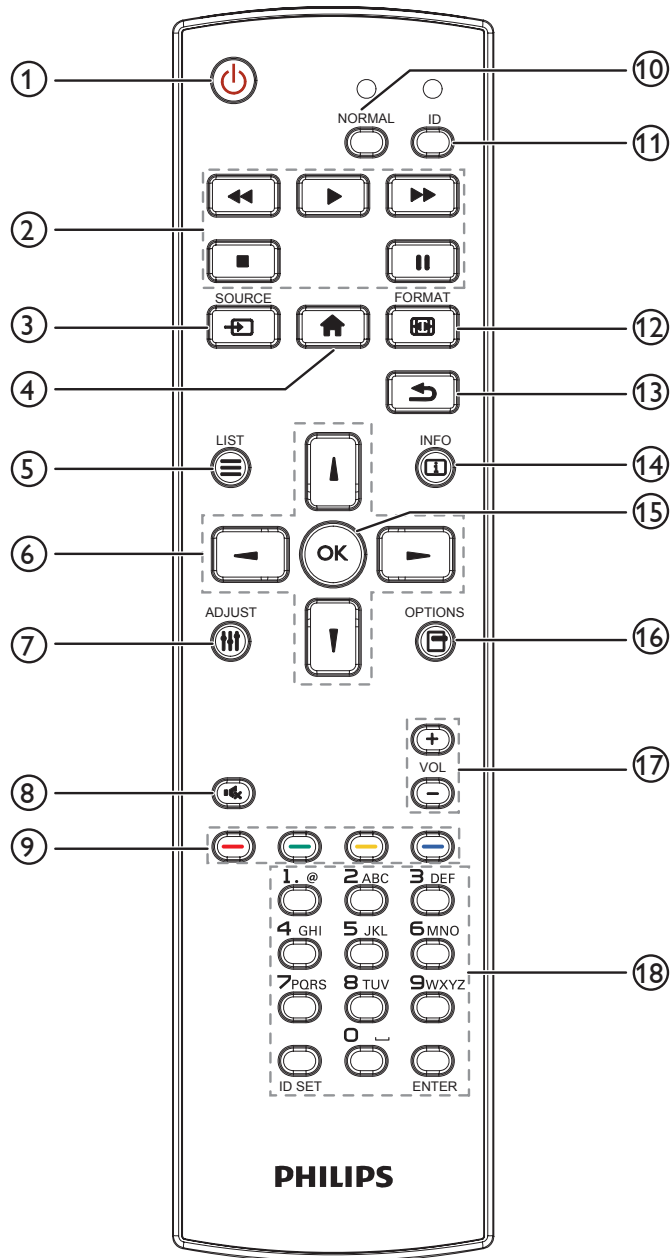 1
10
NORMAL
ID
11
2
SOURCE
FORMAT
3
12
4
13
LIST
INFO
5
14
15
6
OK
ADJUST
OPTIONS
7
16
+
VOL
17
8
−
9
1. @
2 ABC
3 DEF
4 GHI
5 JKL
6 MNO
18
7 PQRS
8 TUV
9 WXYZ
0 ⎵
ID SET
ENTER
PHILIPS